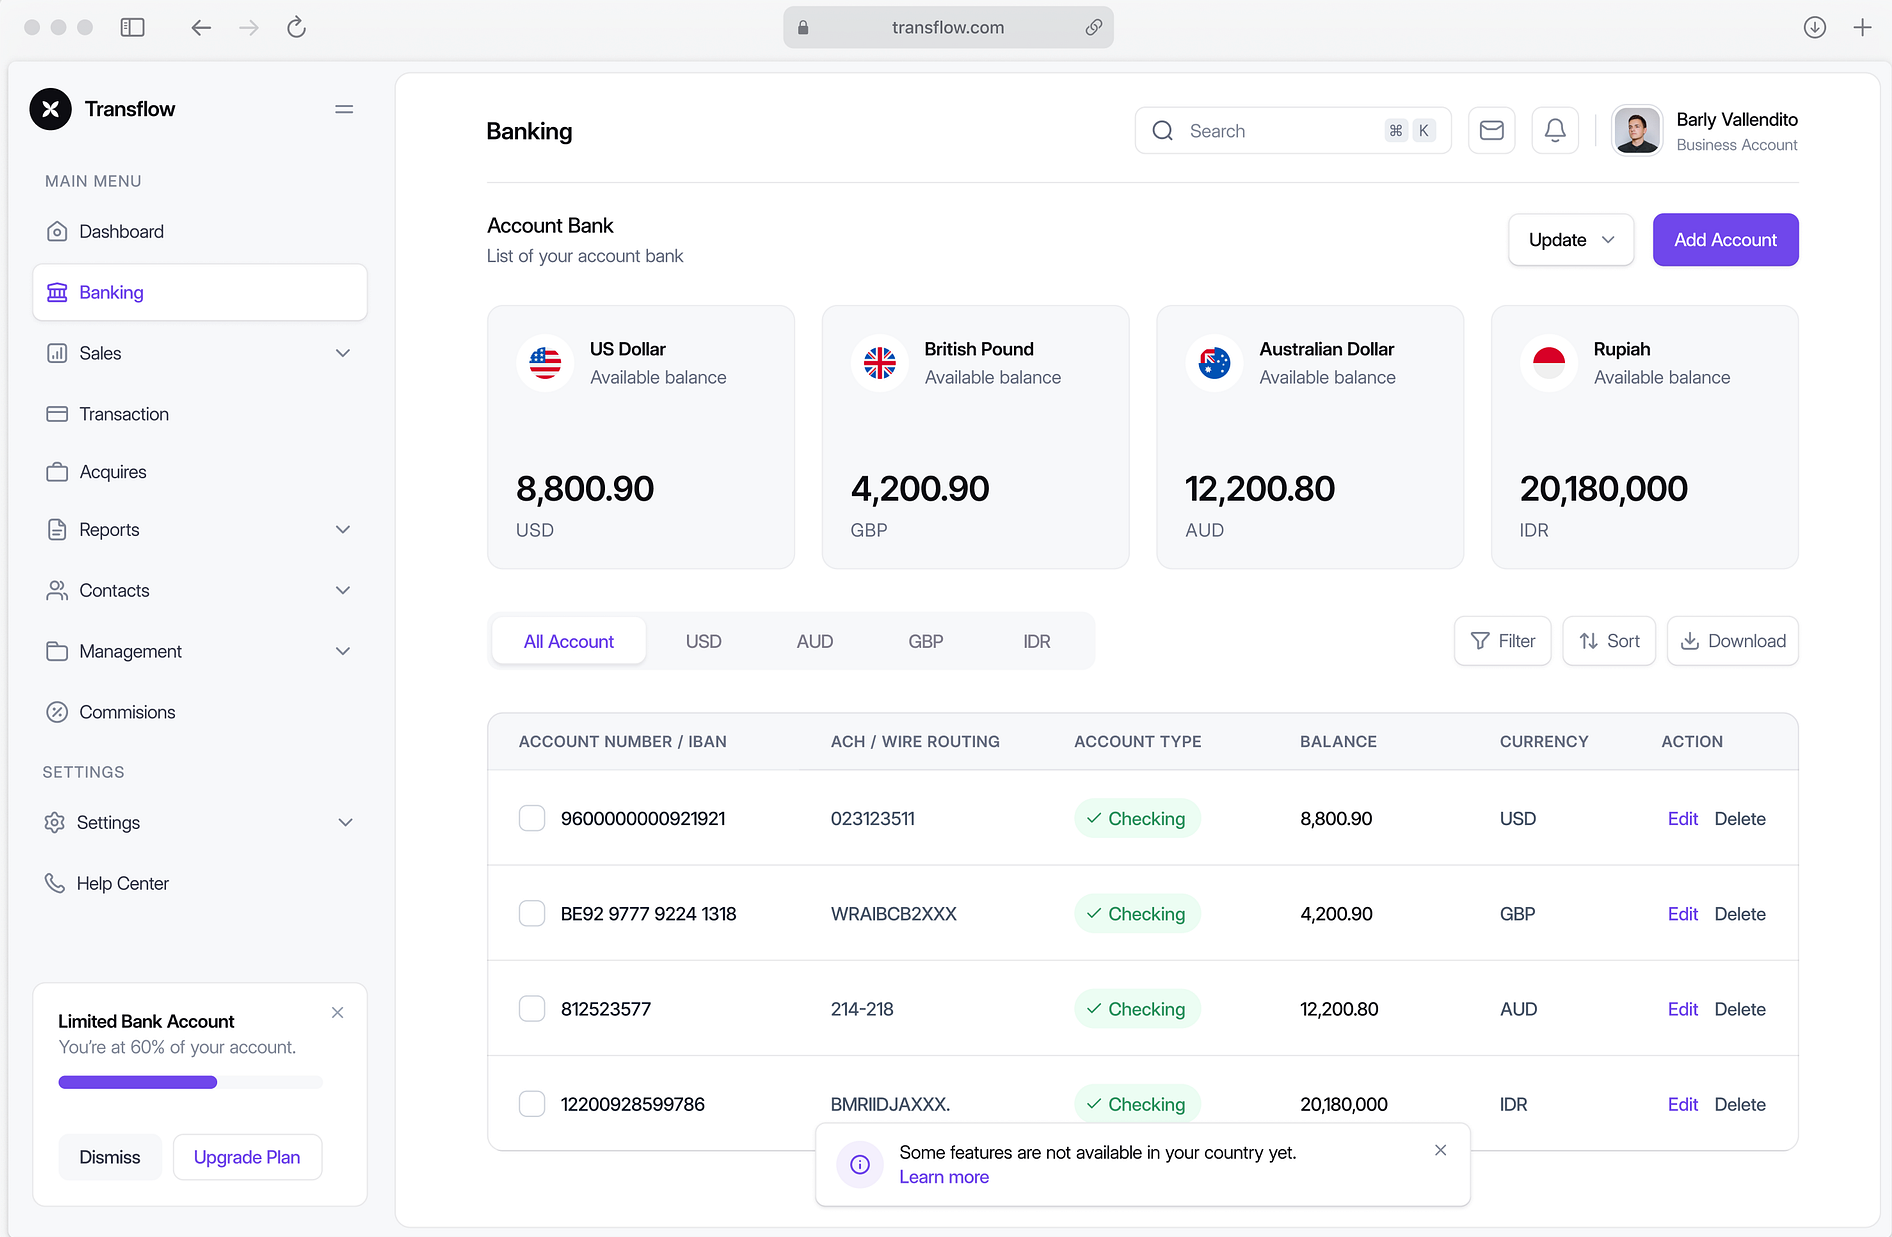 transflow.com
Transflow
MAIN MENU
Dashboard
Banking
Sales
Transaction
Acquires
Reports
Contacts
Management
Commisions
SETTINGS
Settings
Help Center
Limited Bank Account
You're at 60% of your account.
Dismiss
Upgrade Plan
Banking
Search
⌘ K
Barly Vallendito
Business Account
Account Bank
List of your account bank
Update
Add Account
US Dollar
Available balance
8,800.90
USD
British Pound
Available balance
4,200.90
GBP
Australian Dollar
Available balance
12,200.80
AUD
Rupiah
Available balance
20,180,000
IDR
All Account USD AUD GBP IDR
Filter
Sort
Download
ACCOUNT NUMBER / IBAN ACH / WIRE ROUTING ACCOUNT TYPE BALANCE CURRENCY ACTION
9600000000921921 023123511 Checking 8,800.90 USD Edit Delete
BE92 9777 9224 1318 WRAIBCB2XXX Checking 4,200.90 GBP Edit Delete
812523577 214-218 Checking 12,200.80 AUD Edit Delete
12200928599786 BMRIIDJAXXX. Checking 20,180,000 IDR Edit Delete
Some features are not available in your country yet.
Learn more